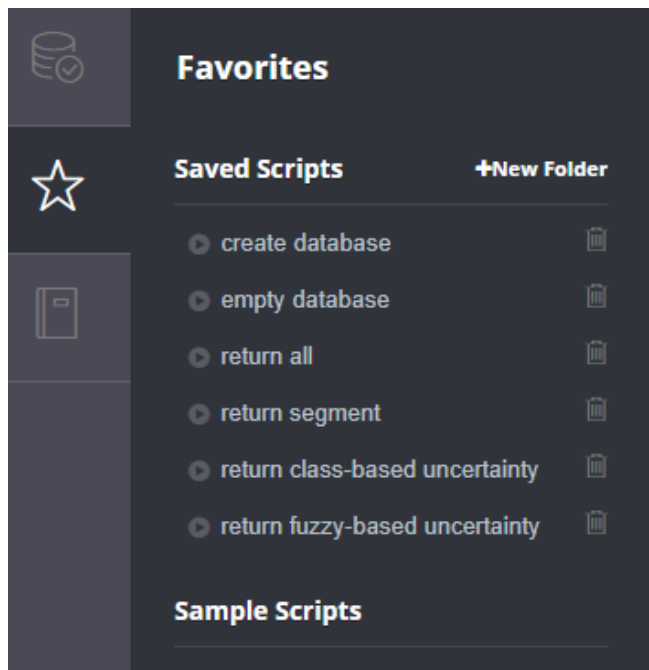 Favorites
Saved Scripts +New Folder
create database
empty database
return all
return segment
return class-based uncertainty
return fuzzy-based uncertainty
Sample Scripts